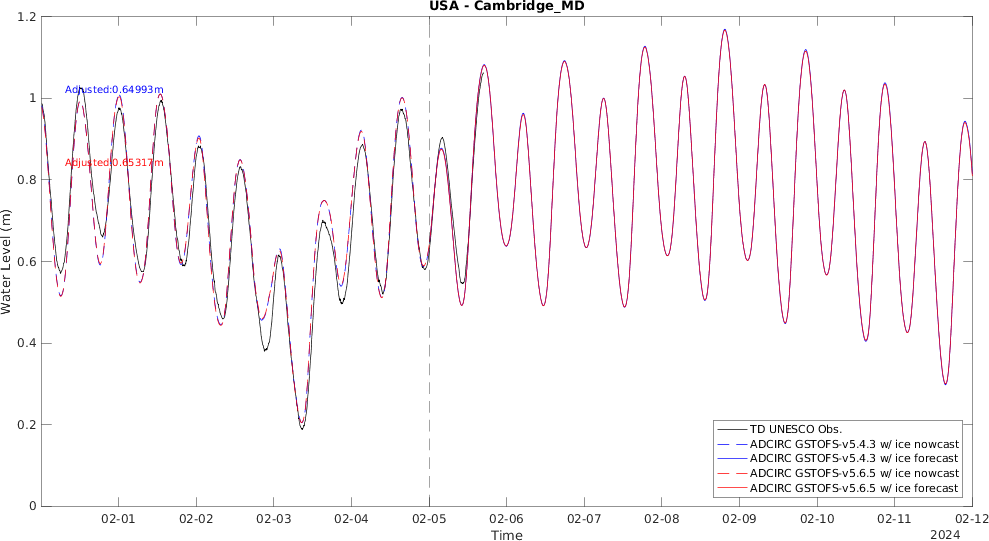 USA - Cambridge_MD
1.2
1
0.8
0.6
0.4
0.2
0
Water Level (m)
Adjusted:0.64993m
Adjusted:0.65317m
TD UNESCO Obs.
ADCIRC GSTOFS-v5.4.3 w/ ice nowcast
ADCIRC GSTOFS-v5.4.3 w/ ice forecast
ADCIRC GSTOFS-v5.6.5 w/ ice nowcast
ADCIRC GSTOFS-v5.6.5 w/ ice forecast
02-01 02-02 02-03 02-04 02-05 02-06 02-07 02-08 02-09 02-10 02-11 02-12
Time
2024